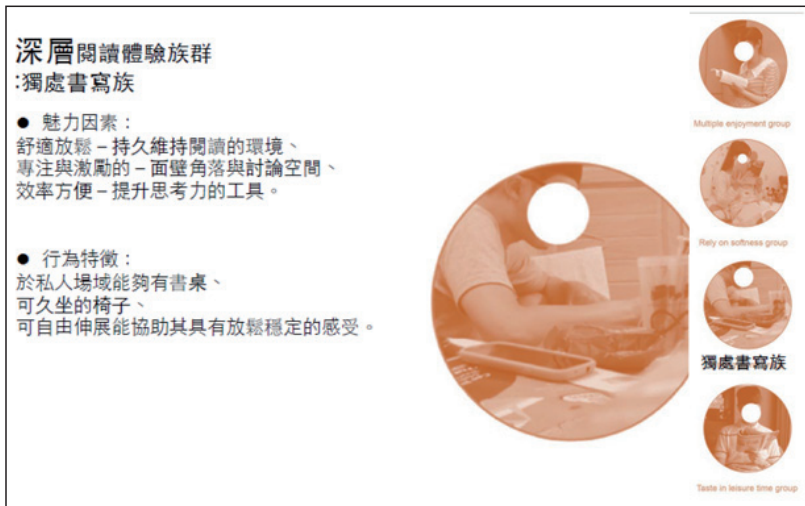 深層閱讀體驗族群
:獨處書寫族
● 魅力因素：
舒適放鬆－持久維持閱讀的環境、
專注與激勵的－面壁角落與討論空間、
效率方便－提升思考力的工具。
● 行為特徵：
於私人場域能夠有書桌、
可久坐的椅子、
可自由伸展能協助其具有放鬆穩定的感受。
Multiple enjoyment group
Rely on softness group
獨處書寫族
Taste in leisure time group